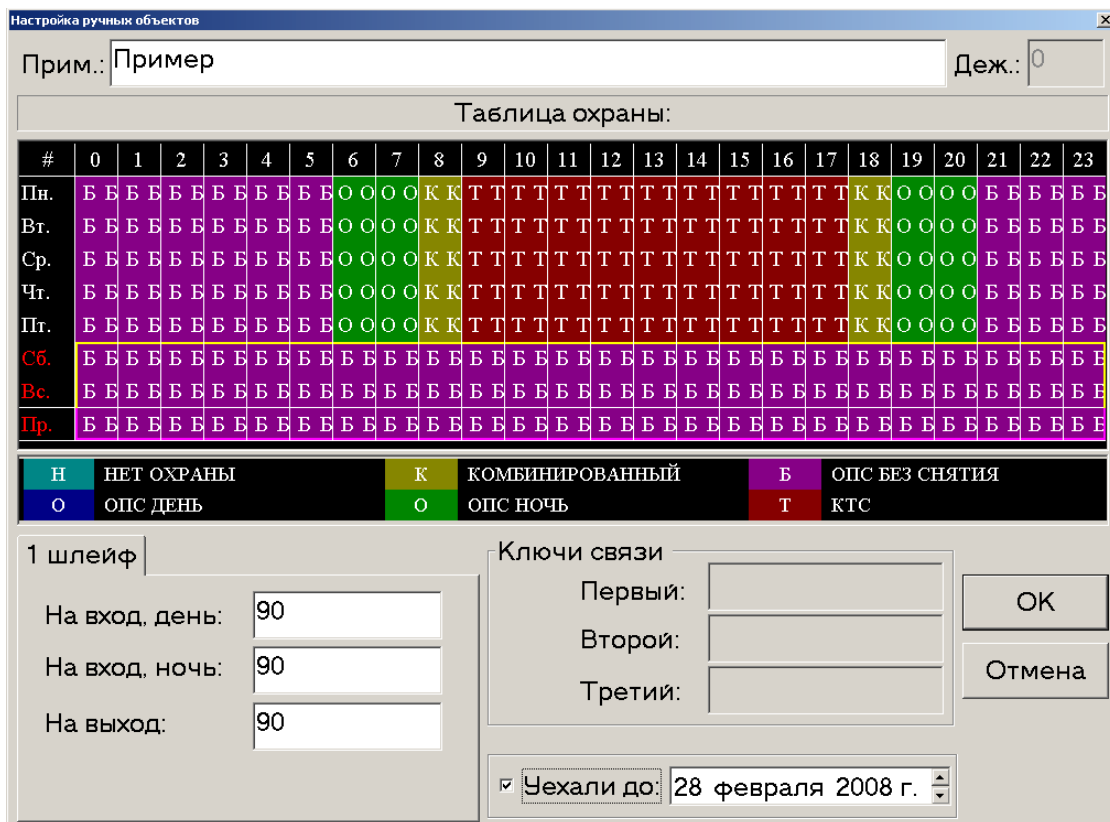 Настройка ручных объектов
Прим.: Пример Деж.: 0
Таблица охраны:
# 0 1 2 3 4 5 6 7 8 9 10 11 12 13 14 15 16 17 18 19 20 21 22 23
Пн. Б Б Б Б Б Б Б Б Б Б Б Б О О О О К К Т Т Т Т Т Т Т Т Т Т Т Т Т Т Т Т Т Т К К О О О О Б Б Б Б Б Б
Вт. Б Б Б Б Б Б Б Б Б Б Б Б О О О О К К Т Т Т Т Т Т Т Т Т Т Т Т Т Т Т Т Т Т К К О О О О Б Б Б Б Б Б
Ср. Б Б Б Б Б Б Б Б Б Б Б Б О О О О К К Т Т Т Т Т Т Т Т Т Т Т Т Т Т Т Т Т Т К К О О О О Б Б Б Б Б Б
Чт. Б Б Б Б Б Б Б Б Б Б Б Б О О О О К К Т Т Т Т Т Т Т Т Т Т Т Т Т Т Т Т Т Т К К О О О О Б Б Б Б Б Б
Пт. Б Б Б Б Б Б Б Б Б Б Б Б О О О О К К Т Т Т Т Т Т Т Т Т Т Т Т Т Т Т Т Т Т К К О О О О Б Б Б Б Б Б
Сб. Б Б Б Б Б Б Б Б Б Б Б Б Б Б Б Б Б Б Б Б Б Б Б Б Б Б Б Б Б Б Б Б Б Б Б Б Б Б Б Б Б Б Б Б Б Б Б Б
Вс. Б Б Б Б Б Б Б Б Б Б Б Б Б Б Б Б Б Б Б Б Б Б Б Б Б Б Б Б Б Б Б Б Б Б Б Б Б Б Б Б Б Б Б Б Б Б Б Б
Пр. Б Б Б Б Б Б Б Б Б Б Б Б Б Б Б Б Б Б Б Б Б Б Б Б Б Б Б Б Б Б Б Б Б Б Б Б Б Б Б Б Б Б Б Б Б Б Б Б
Н НЕТ ОХРАНЫ К КОМБИНИРОВАННЫЙ Б ОПС БЕЗ СНЯТИЯ
О ОПС ДЕНЬ О ОПС НОЧЬ Т КТС
1 шлейф
На вход, день: 90
На вход, ночь: 90
На выход: 90
Ключи связи
Первый:
Второй:
Третий:
OK
Отмена
Уехали до: 28 февраля 2008 г.